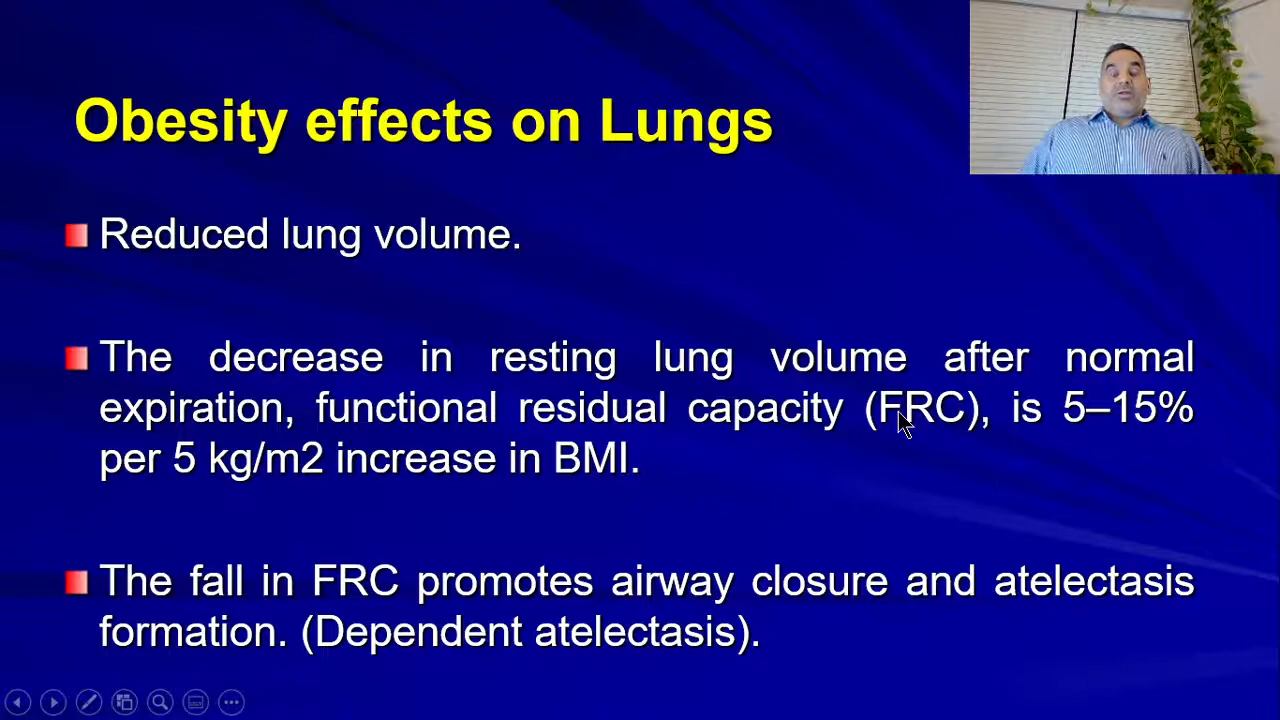 Obesity effects on Lungs
Reduced lung volume.
The decrease in resting lung volume after normal
expiration, functional residual capacity (FRC), is 5–15%
per 5 kg/m2 increase in BMI.
The fall in FRC promotes airway closure and atelectasis
formation. (Dependent atelectasis).